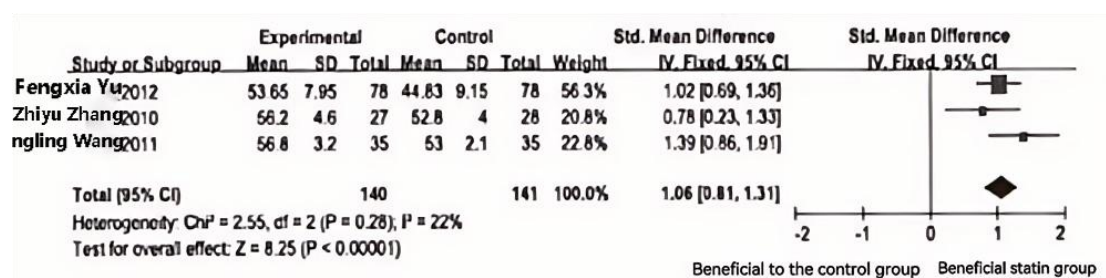 Experimental Control Std. Mean Difference Std. Mean Difference
Study or Subgroup Mean SD Total Mean SD Total Weight IV, Fixed, 95% CI IV, Fixed, 95% CI
Fengxia Yu 2012 53.65 7.95 78 44.83 9.15 78 56.3% 1.02 [0.69, 1.36]
Zhiyu Zhang 2010 56.2 4.6 27 52.8 4 28 20.8% 0.78 [0.23, 1.33]
ngling Wang 2011 56.8 3.2 35 53 2.1 35 22.8% 1.39 [0.86, 1.91]
Total (95% CI) 140 141 100.0% 1.06 [0.81, 1.31]
Heterogeneity: Chi² = 2.55, df = 2 (P = 0.28); I² = 22%
Test for overall effect: Z = 8.25 (P < 0.00001)
-2 -1 0 1 2
Beneficial to the control group Beneficial statin group